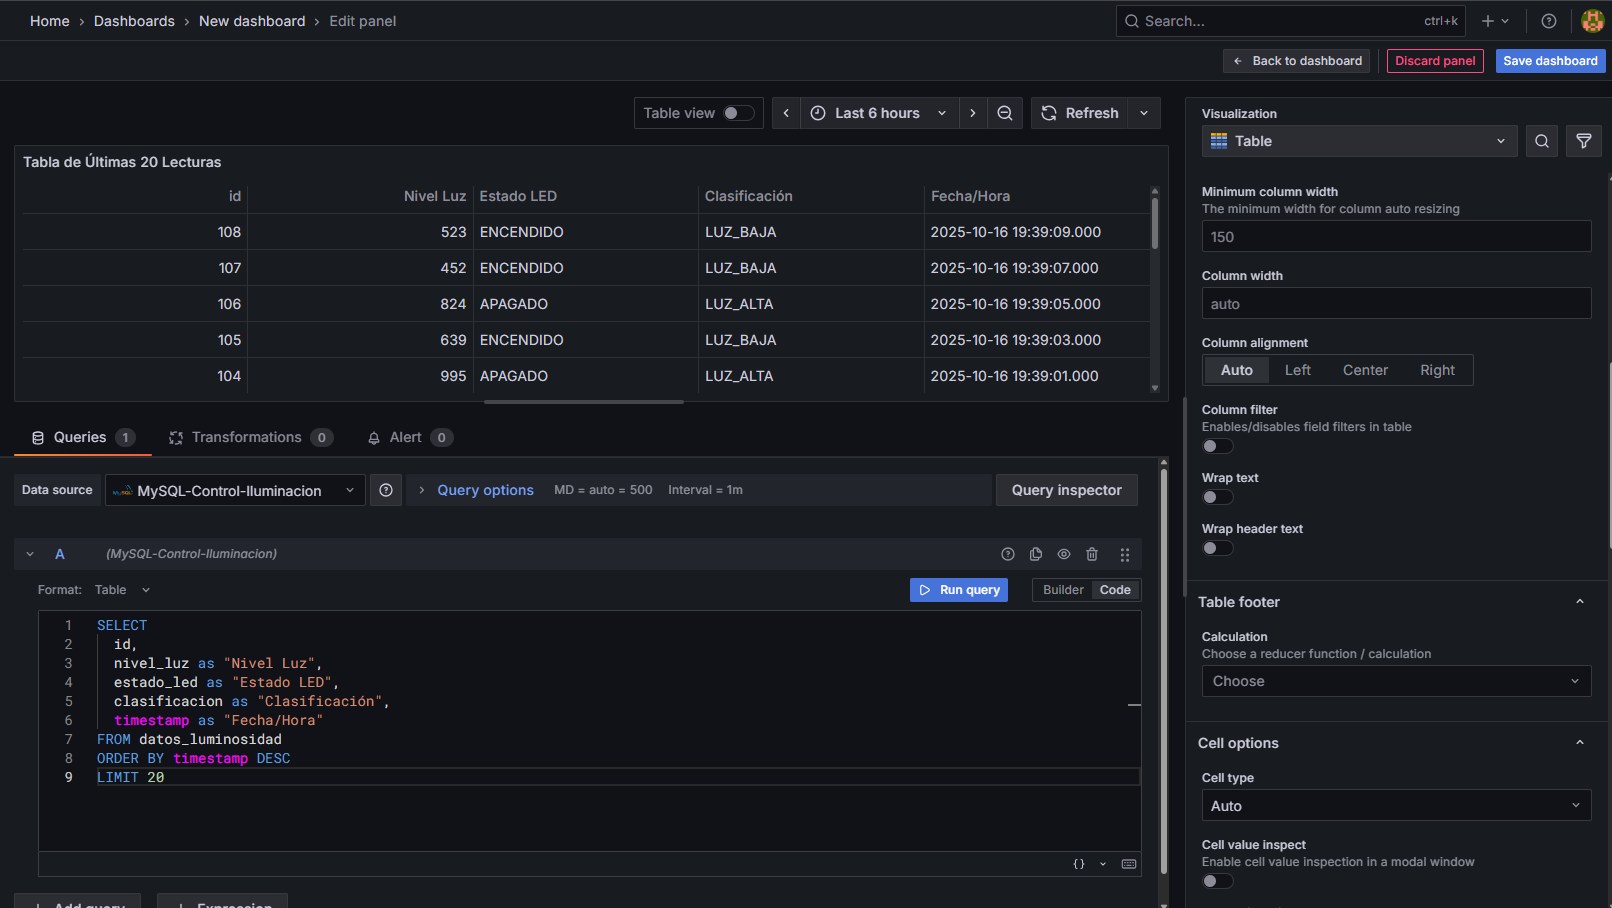 Home › Dashboards › New dashboard › Edit panel
Search... ctrl+k
Back to dashboard Discard panel Save dashboard
Table view Last 6 hours Refresh
Tabla de Últimas 20 Lecturas
id Nivel Luz Estado LED Clasificación Fecha/Hora
108 523 ENCENDIDO LUZ_BAJA 2025-10-16 19:39:09.000
107 452 ENCENDIDO LUZ_BAJA 2025-10-16 19:39:07.000
106 824 APAGADO LUZ_ALTA 2025-10-16 19:39:05.000
105 639 ENCENDIDO LUZ_BAJA 2025-10-16 19:39:03.000
104 995 APAGADO LUZ_ALTA 2025-10-16 19:39:01.000
Queries 1 Transformations 0 Alert 0
Data source MySQL-Control-Iluminacion Query options MD = auto = 500 Interval = 1m Query inspector
A (MySQL-Control-Iluminacion)
Format: Table Run query Builder Code
1 SELECT
2 id,
3 nivel_luz as "Nivel Luz",
4 estado_led as "Estado LED",
5 clasificacion as "Clasificación",
6 timestamp as "Fecha/Hora"
7 FROM datos_luminosidad
8 ORDER BY timestamp DESC
9 LIMIT 20
{}
+ Add query + Expression
Visualization
Table
Minimum column width
The minimum width for column auto resizing
150
Column width
auto
Column alignment
Auto Left Center Right
Column filter
Enables/disables field filters in table
Wrap text
Wrap header text
Table footer
Calculation
Choose a reducer function / calculation
Choose
Cell options
Cell type
Auto
Cell value inspect
Enable cell value inspection in a modal window